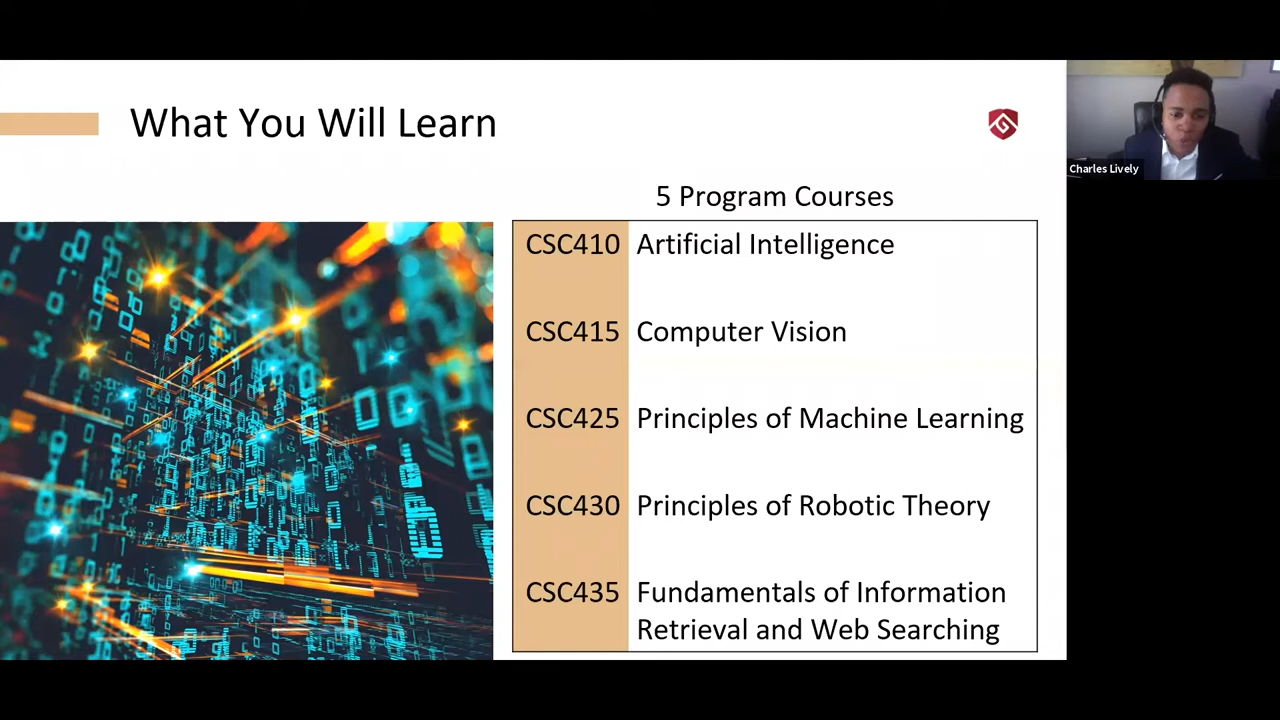 What You Will Learn
Charles Lively
5 Program Courses
CSC410 Artificial Intelligence
CSC415 Computer Vision
CSC425 Principles of Machine Learning
CSC430 Principles of Robotic Theory
CSC435 Fundamentals of Information
Retrieval and Web Searching